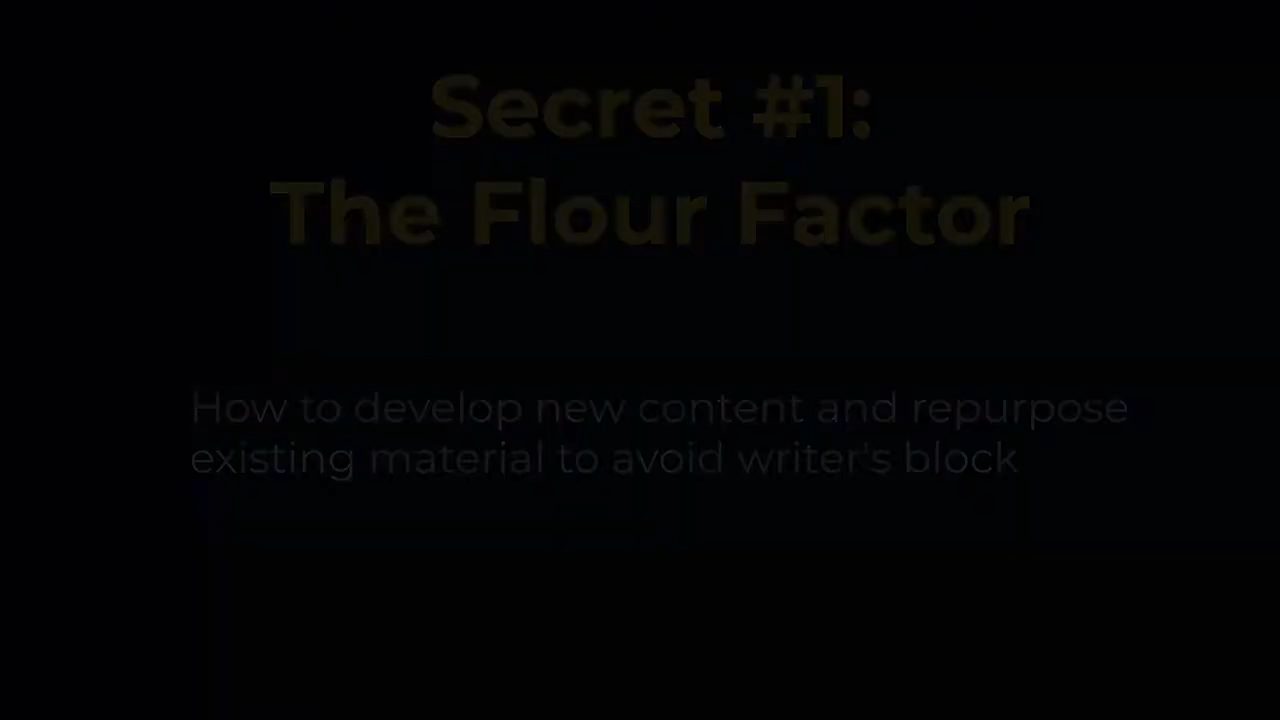 Secret #1:
The Flour Factor
How to develop new content and repurpose
existing material to avoid writer's block